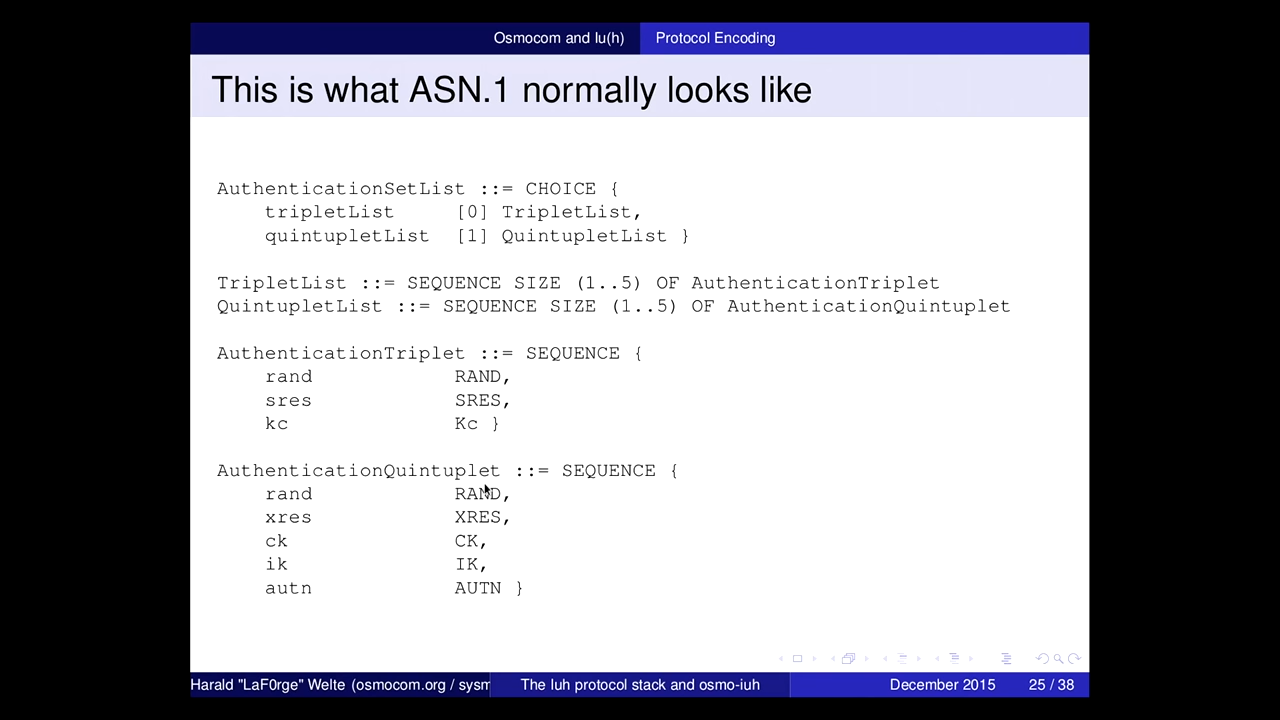 Osmocom and Iu(h) Protocol Encoding
This is what ASN.1 normally looks like
AuthenticationSetList ::= CHOICE {
tripletList [0] TripletList,
quintupletList [1] QuintupletList }
TripletList ::= SEQUENCE SIZE (1..5) OF AuthenticationTriplet
QuintupletList ::= SEQUENCE SIZE (1..5) OF AuthenticationQuintuplet
AuthenticationTriplet ::= SEQUENCE {
rand RAND,
sres SRES,
kc Kc }
AuthenticationQuintuplet ::= SEQUENCE {
rand RAND,
xres XRES,
ck CK,
ik IK,
autn AUTN }
Harald "LaF0rge" Welte (osmocom.org / sysm The Iuh protocol stack and osmo-iuh December 2015 25 / 38